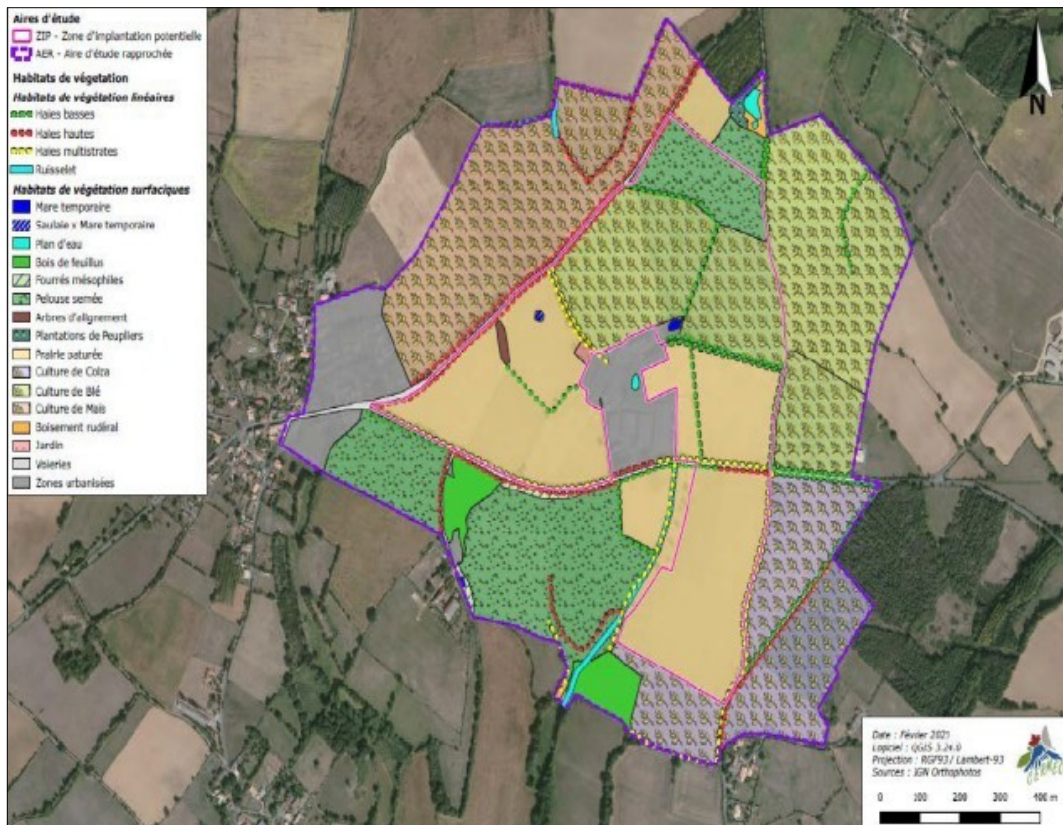 Aires d'étude
ZIP - Zone d'implantation potentielle
AER - Aire d'étude rapprochée
Habitats de végetation
Habitats de végétation linéaires
Haies basses
Haies hautes
Haies multistrates
Ruisselet
Habitats de végétation surfaciques
Mare temporaire
Saulaie x Mare temporaire
Plan d'eau
Bois de feuillus
Fourrés mésophiles
Pelouse semée
Arbres d'alignement
Plantations de Peupliers
Prairie paturée
Culture de Colza
Culture de Blé
Culture de Maïs
Boisement rudéral
Jardin
Voieries
Zones urbanisées
N
Date : Février 2025
Logiciel : QGIS 3.24.0
Projection : RGF93 / Lambert-93
Sources : IGN Orthophotos
0 100 200 300 400 m